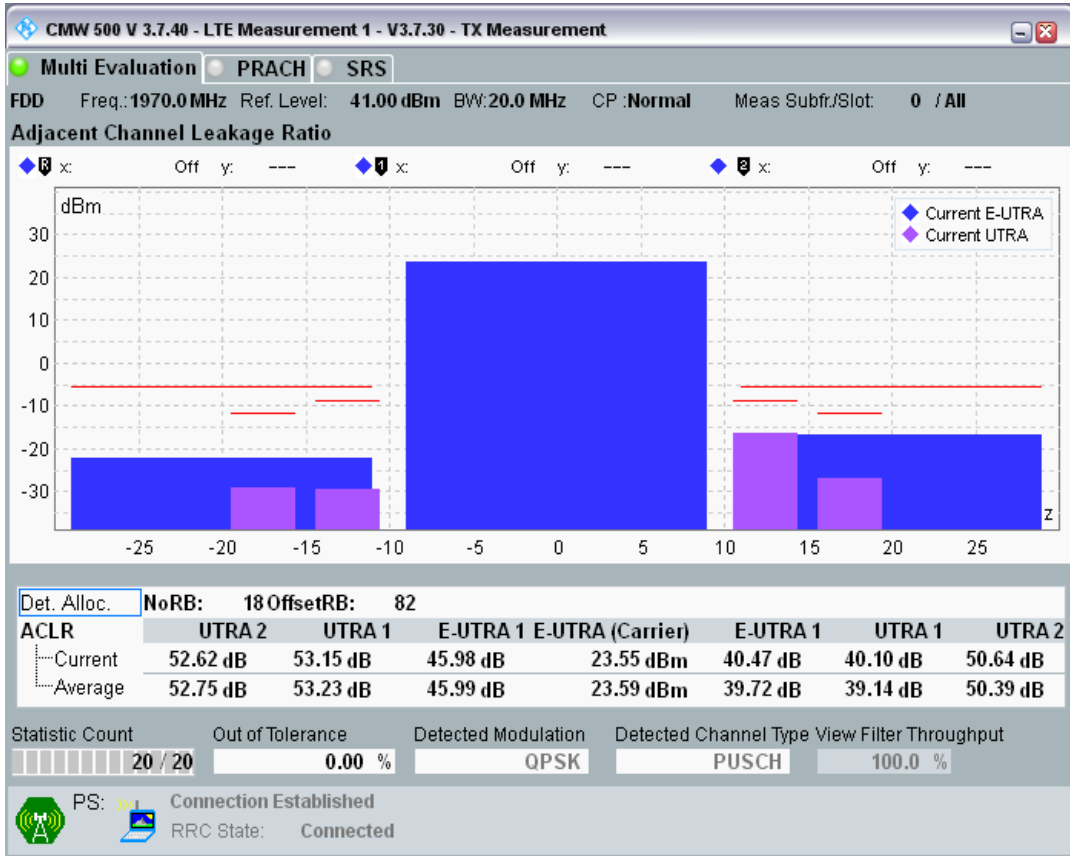 CMW 500 V 3.7.40 - LTE Measurement 1 - V3.7.30 - TX Measurement
Multi Evaluation PRACH SRS
FDD Freq.:1970.0 MHz Ref. Level: 41.00 dBm BW:20.0 MHz CP :Normal Meas Subfr./Slot: 0 / All
Adjacent Channel Leakage Ratio
R x: Off y: --- 1 x: Off y: --- 2 x: Off y: ---
dBm
Current E-UTRA
Current UTRA
30
20
10
0
-10
-20
-30
z
-25 -20 -15 -10 -5 0 5 10 15 20 25
Det. Alloc. NoRB: 18 OffsetRB: 82
ACLR UTRA 2 UTRA 1 E-UTRA 1 E-UTRA (Carrier) E-UTRA 1 UTRA 1 UTRA 2
Current 52.62 dB 53.15 dB 45.98 dB 23.55 dBm 40.47 dB 40.10 dB 50.64 dB
Average 52.75 dB 53.23 dB 45.99 dB 23.59 dBm 39.72 dB 39.14 dB 50.39 dB
Statistic Count Out of Tolerance Detected Modulation Detected Channel Type View Filter Throughput
20 / 20 0.00 % QPSK PUSCH 100.0 %
PS: Connection Established
RRC State: Connected